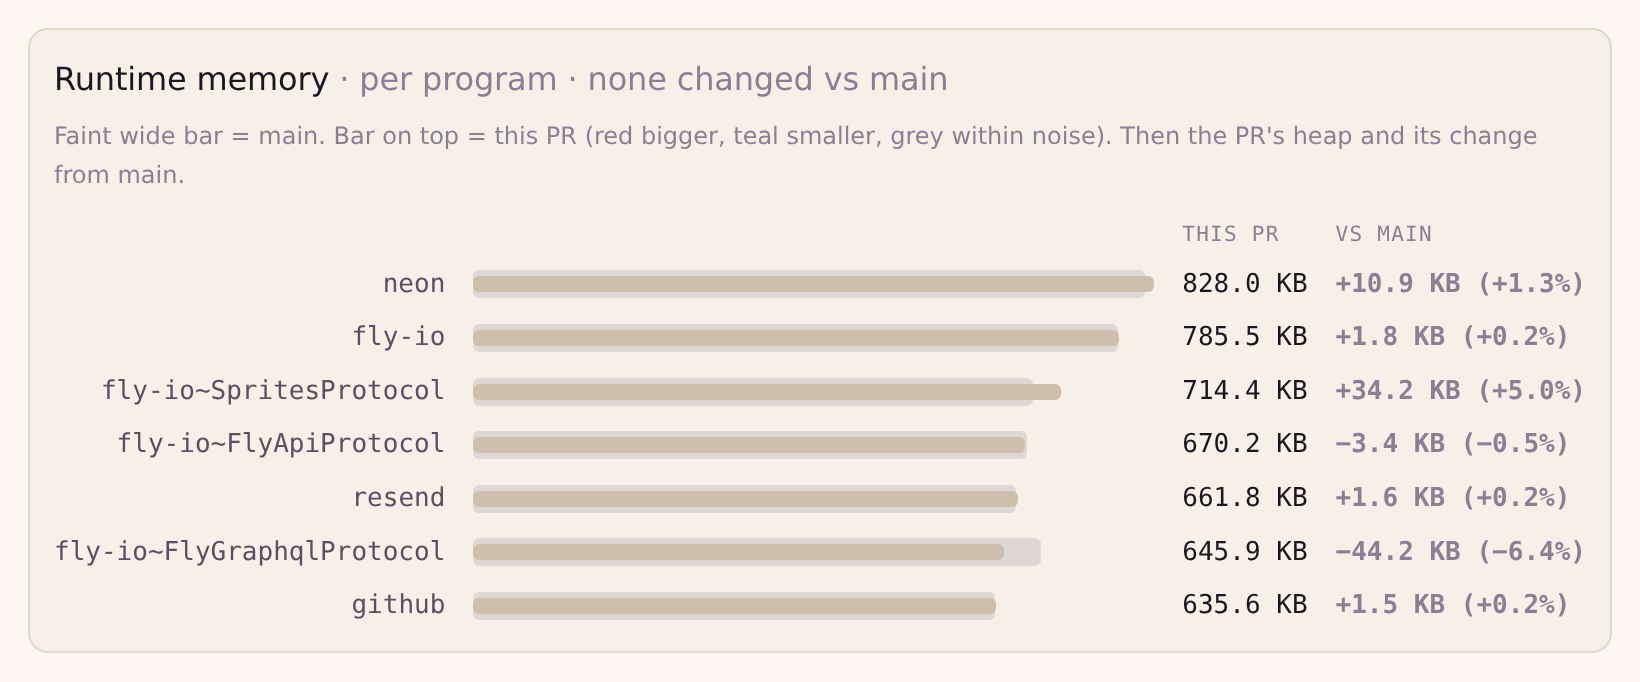 Runtime memory · per program · none changed vs main
Faint wide bar = main. Bar on top = this PR (red bigger, teal smaller, grey within noise). Then the PR's heap and its change
from main.
THIS PR VS MAIN
neon 828.0 KB +10.9 KB (+1.3%)
fly-io 785.5 KB +1.8 KB (+0.2%)
fly-io~SpritesProtocol 714.4 KB +34.2 KB (+5.0%)
fly-io~FlyApiProtocol 670.2 KB −3.4 KB (−0.5%)
resend 661.8 KB +1.6 KB (+0.2%)
fly-io~FlyGraphqlProtocol 645.9 KB −44.2 KB (−6.4%)
github 635.6 KB +1.5 KB (+0.2%)